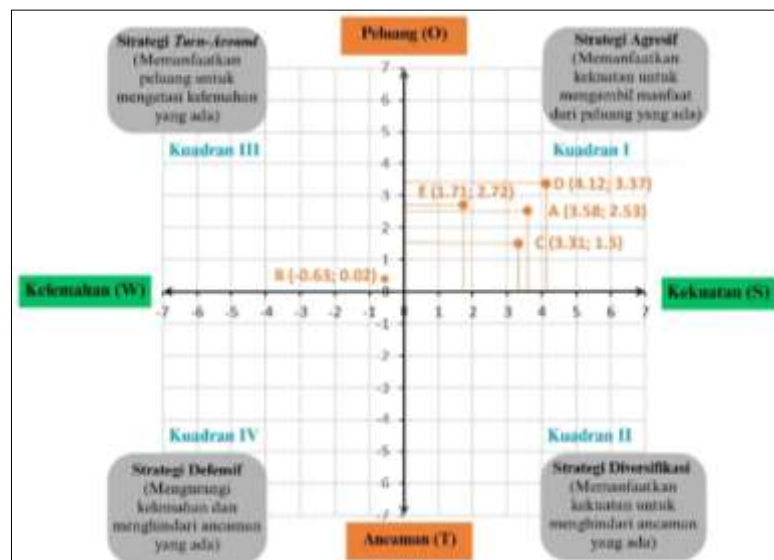 Peluang (O)
Strategi Turn-Around
(Memanfaatkan
peluang untuk
mengatasi kelemahan
yang ada)
Strategi Agresif
(Memanfaatkan
kekuatan untuk
mengambil manfaat
dari peluang yang ada)
Kuadran III
Kuadran I
7
6
5
4
3
2
1
0
-1
-2
-3
-4
-5
-6
-7
D (4.12; 3.37)
E (1.71; 2.72)
A (3.58; 2.53)
C (3.31; 1.5)
B (-0.63; 0.02)
Kelemahan (W)
Kekuatan (S)
-7 -6 -5 -4 -3 -2 -1 0 1 2 3 4 5 6 7
Kuadran IV
Kuadran II
Strategi Defensif
(Mengurangi
kelemahan dan
menghindari ancaman
yang ada)
Strategi Diversifikasi
(Memanfaatkan
kekuatan untuk
menghindari ancaman
yang ada)
Ancaman (T)